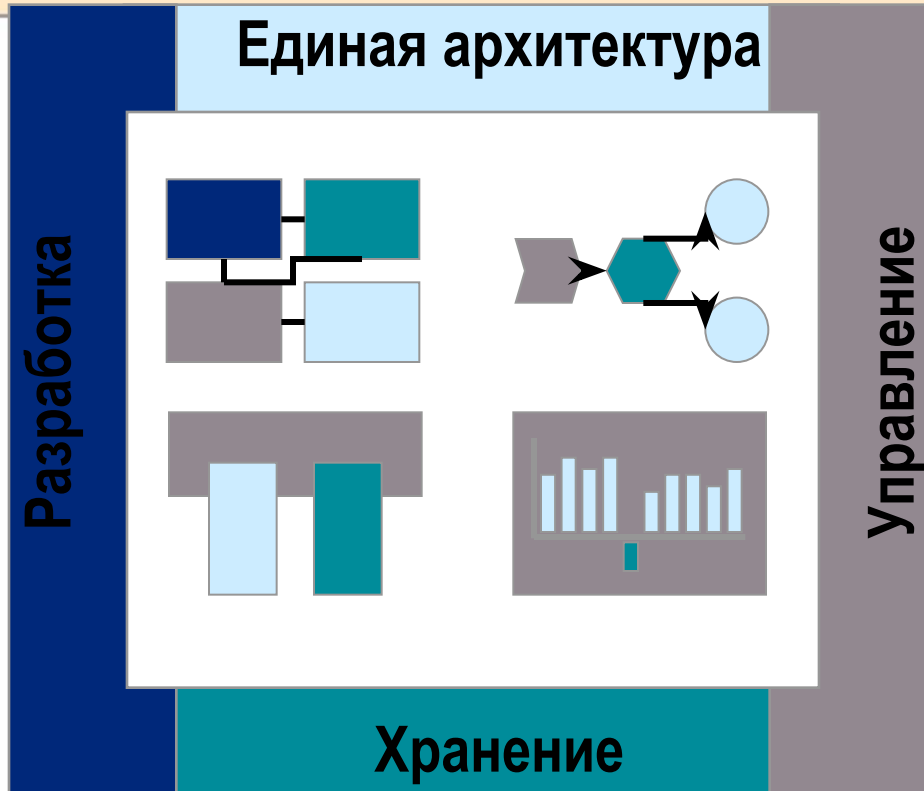 Единая архитектура
Разработка
Управление
Хранение